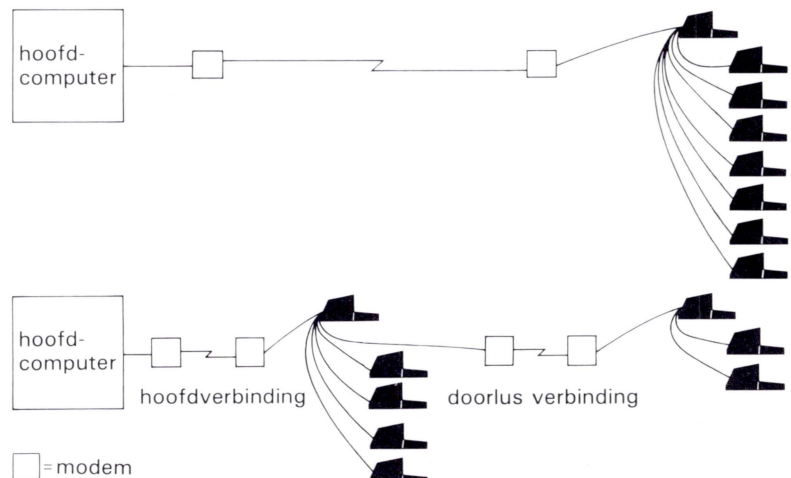 hoofd-
computer
hoofd-
computer
hoofdverbinding
doorlus verbinding
= modem